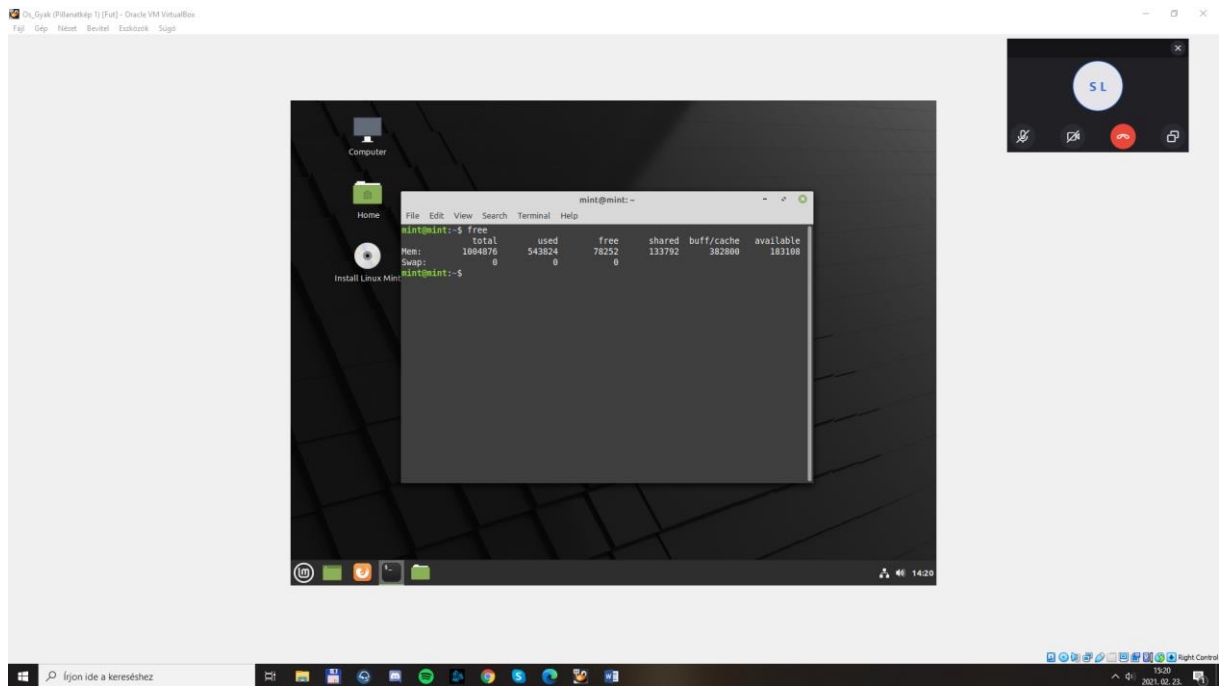 Os_Gyak (Pillanatkép 1) [Fut] - Oracle VM VirtualBox
Fájl Gép Nézet Bevitel Eszközök Súgó
S L
Computer
Home
Install Linux Mint
mint@mint: ~
File Edit View Search Terminal Help
mint@mint:~$ free
total used free shared buff/cache available
Mem: 1004876 543824 78252 133792 382800 183108
Swap: 0 0 0
mint@mint:~$
14:20
Right Control
Írjon ide a kereséshez
15:20
2021. 02. 23.